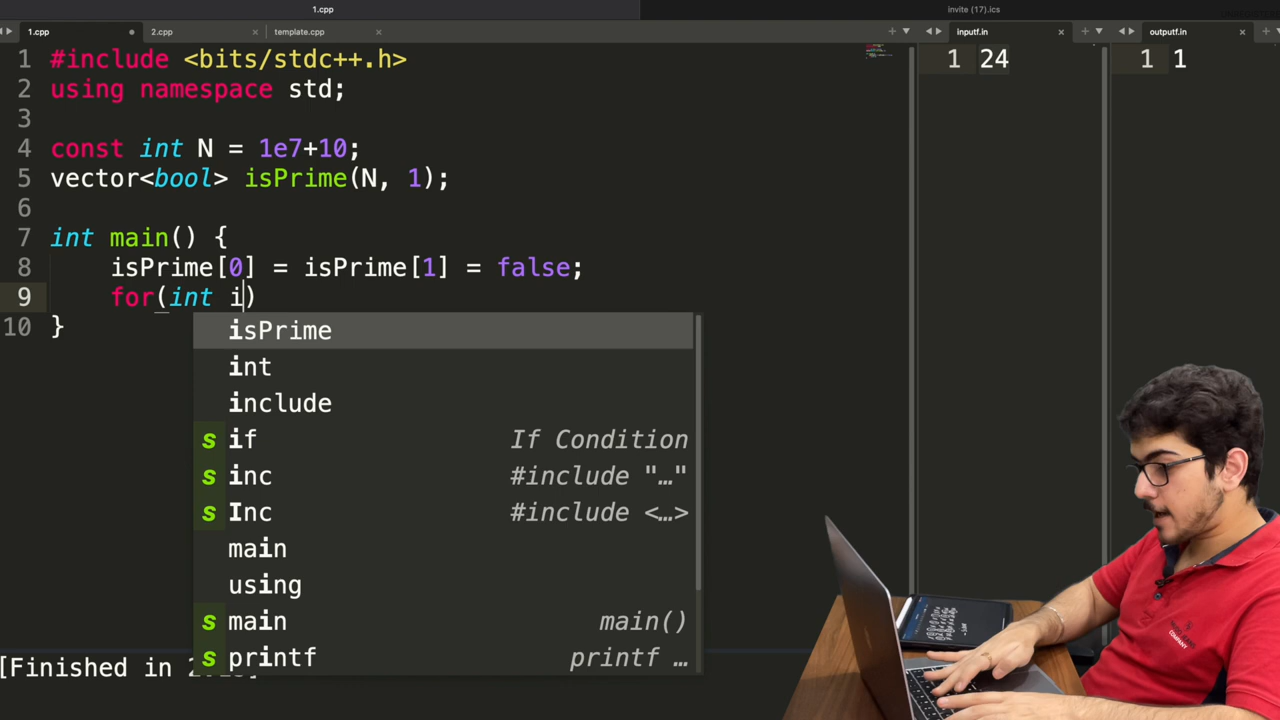 1.cpp
invite (17).ics
1.cpp
2.cpp
template.cpp
inputf.in
outputf.in
1 #include <bits/stdc++.h>
2 using namespace std;
3
4 const int N = 1e7+10;
5 vector<bool> isPrime(N, 1);
6
7 int main() {
8 isPrime[0] = isPrime[1] = false;
9 for(int i)
10 }
1 24
1 1
isPrime
int
include
s if If Condition
s inc #include "…"
s Inc #include <…>
main
using
s main main()
s printf printf …
[Finished in
COMPANY